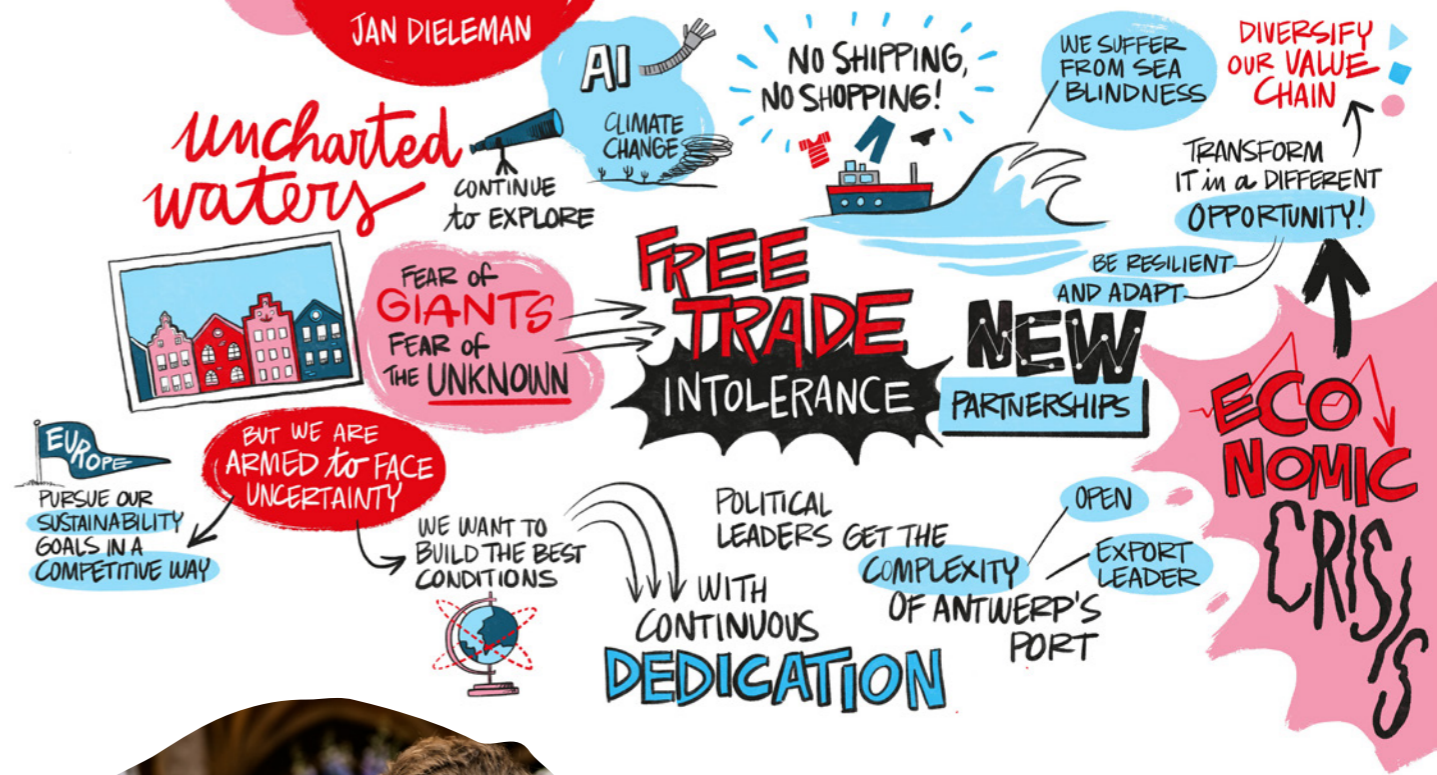 JAN DIELEMAN
uncharted
waters
CONTINUE
to EXPLORE
AI
CLIMATE
CHANGE
NO SHIPPING,
NO SHOPPING!
WE SUFFER
FROM SEA
BLINDNESS
DIVERSIFY
OUR VALUE
CHAIN
TRANSFORM
IT in a DIFFERENT
OPPORTUNITY!
BE RESILIENT
AND ADAPT
FEAR OF
GIANTS
FEAR OF
THE UNKNOWN
FREE
TRADE
INTOLERANCE
NEW
PARTNERSHIPS
ECO
NOMIC
CRISIS
EUROPE
PURSUE OUR
SUSTAINABILITY
GOALS IN A
COMPETITIVE WAY
BUT WE ARE
ARMED to FACE
UNCERTAINTY
WE WANT TO
BUILD THE BEST
CONDITIONS
WITH
CONTINUOUS
DEDICATION
POLITICAL
LEADERS GET THE
COMPLEXITY
OF ANTWERP'S
PORT
OPEN
EXPORT
LEADER